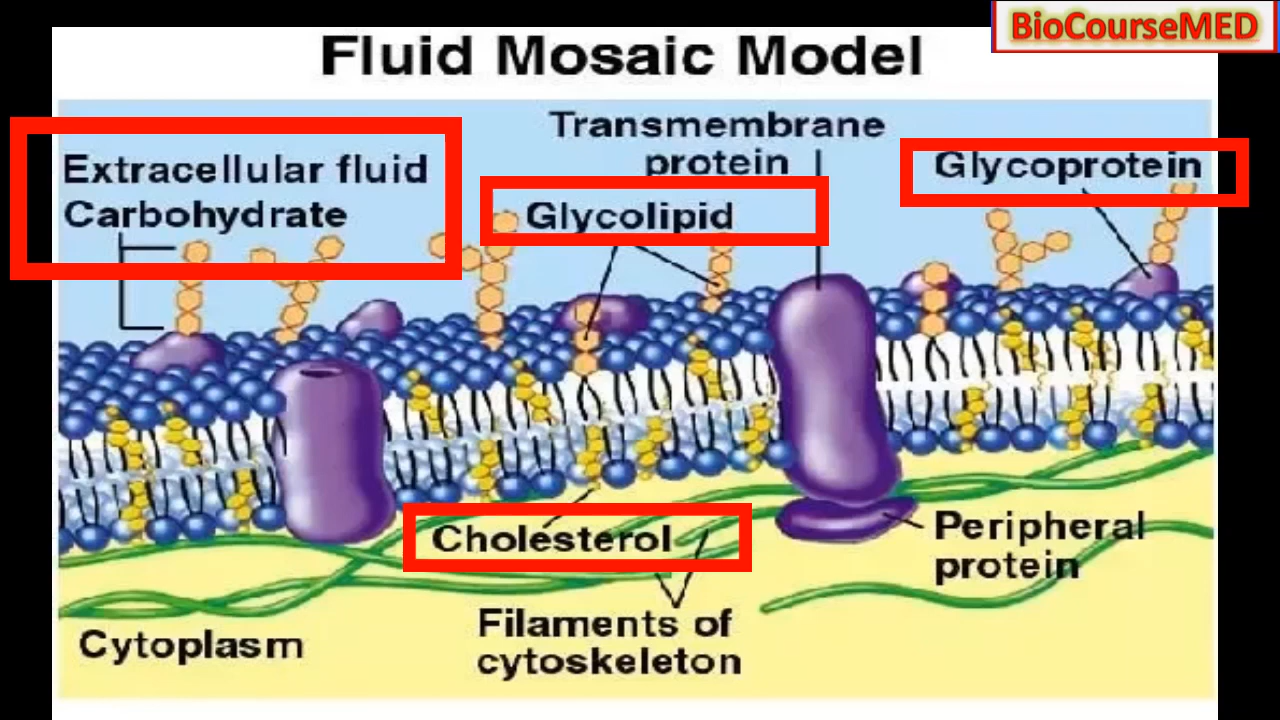 BioCourseMED
Fluid Mosaic Model
Extracellular fluid
Carbohydrate
Transmembrane
protein
Glycolipid
Glycoprotein
Cholesterol
Peripheral
protein
Filaments of
cytoskeleton
Cytoplasm